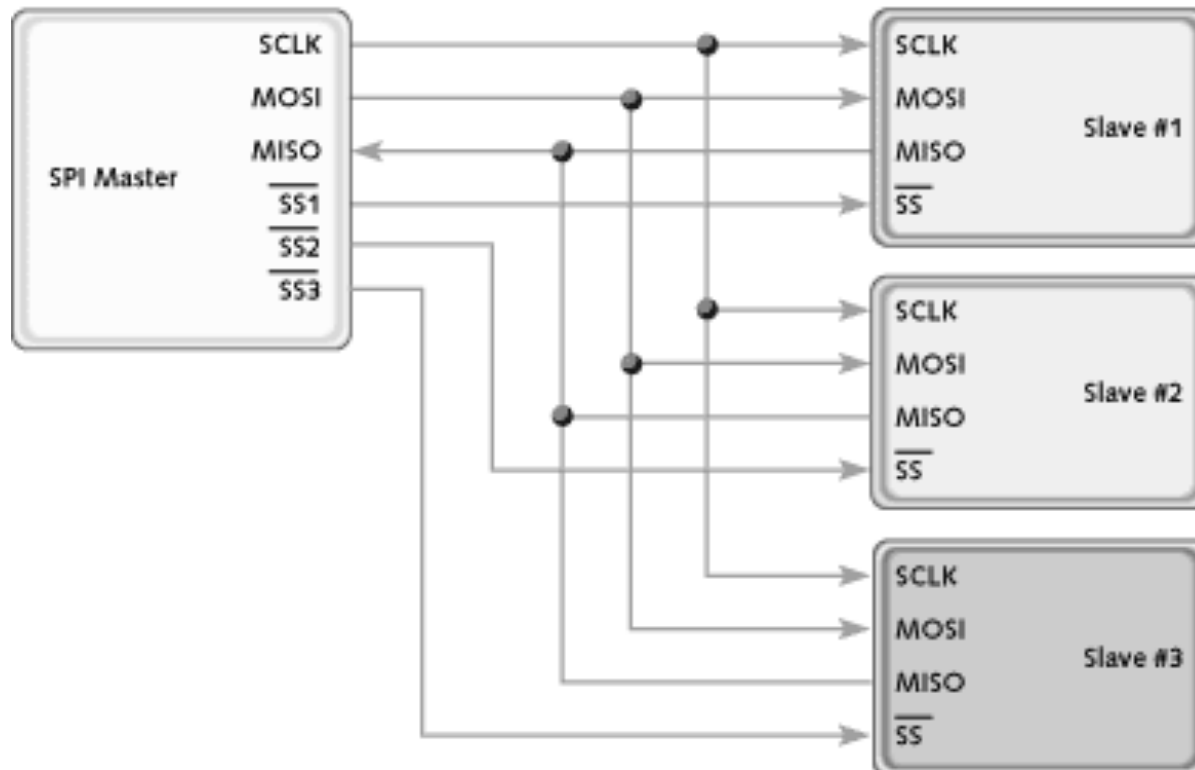 SPI Master
SCLK
MOSI
MISO
SS1
SS2
SS3
SCLK
MOSI
MISO
SS
Slave #1
SCLK
MOSI
MISO
SS
Slave #2
SCLK
MOSI
MISO
SS
Slave #3